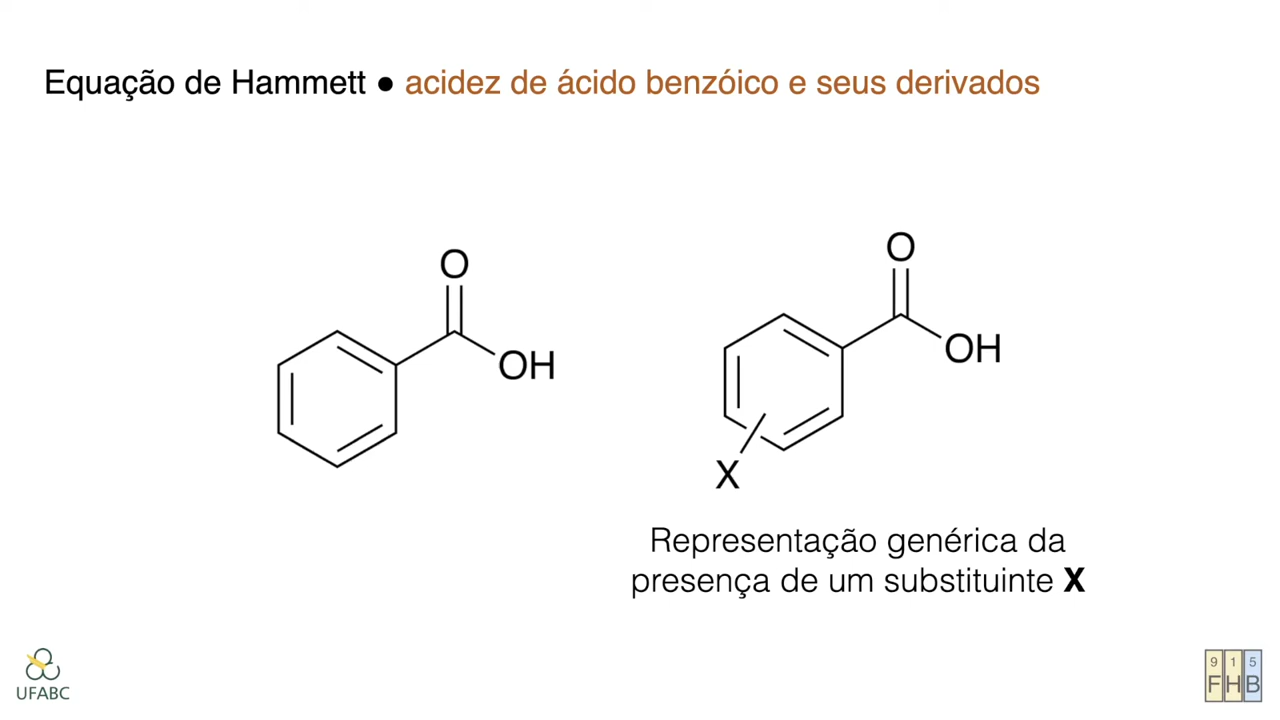 Equação de Hammett ● acidez de ácido benzóico e seus derivados
O
OH
O
OH
X
Representação genérica da
presença de um substituinte X
UFABC
9 1 5
F H B